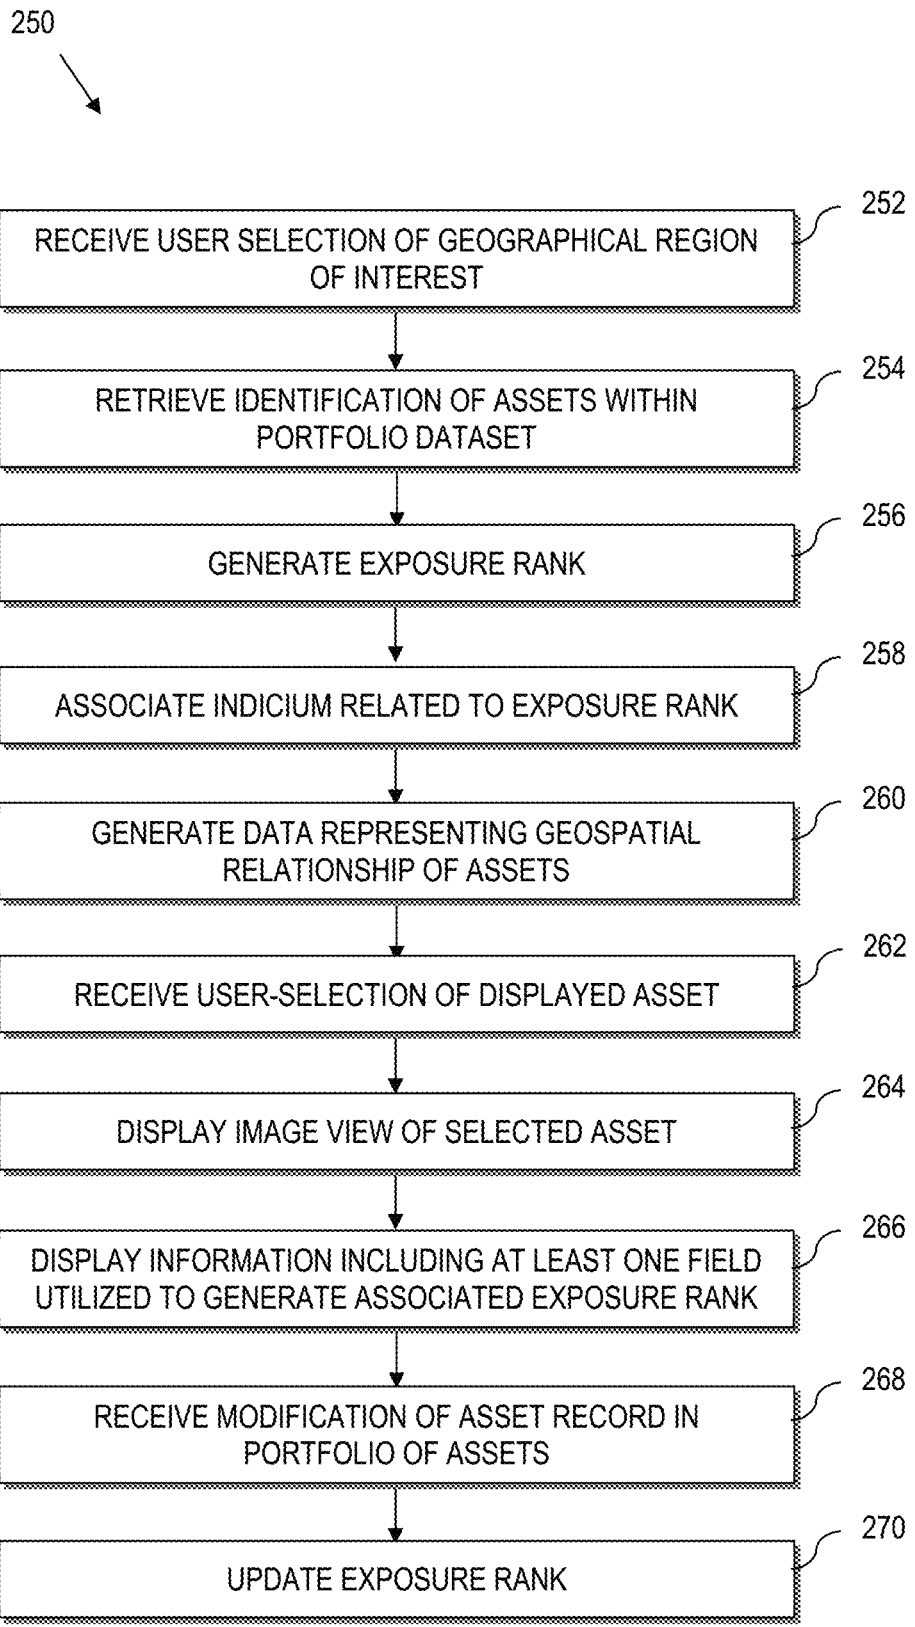 250
252
RECEIVE USER SELECTION OF GEOGRAPHICAL REGION
OF INTEREST
254
RETRIEVE IDENTIFICATION OF ASSETS WITHIN
PORTFOLIO DATASET
256
GENERATE EXPOSURE RANK
258
ASSOCIATE INDICIUM RELATED TO EXPOSURE RANK
260
GENERATE DATA REPRESENTING GEOSPATIAL
RELATIONSHIP OF ASSETS
262
RECEIVE USER-SELECTION OF DISPLAYED ASSET
264
DISPLAY IMAGE VIEW OF SELECTED ASSET
266
DISPLAY INFORMATION INCLUDING AT LEAST ONE FIELD
UTILIZED TO GENERATE ASSOCIATED EXPOSURE RANK
268
RECEIVE MODIFICATION OF ASSET RECORD IN
PORTFOLIO OF ASSETS
270
UPDATE EXPOSURE RANK